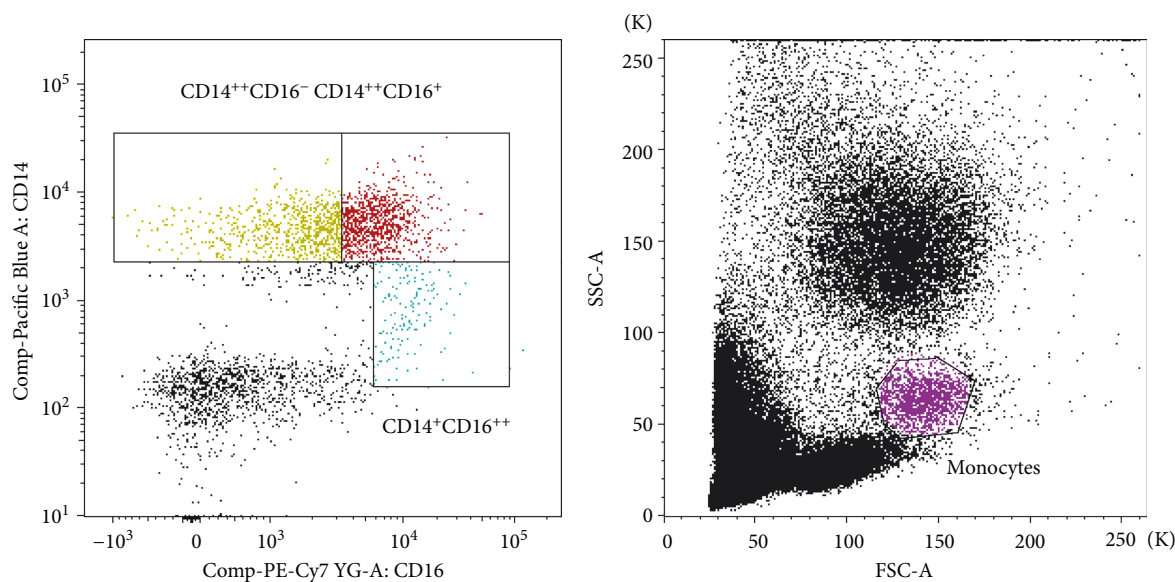 CD14⁺⁺CD16⁻ CD14⁺⁺CD16⁺
10⁵
10⁴
10³
10²
10¹
Comp-Pacific Blue A: CD14
CD14⁺CD16⁺⁺
−10³ 0 10³ 10⁴ 10⁵
Comp-PE-Cy7 YG-A: CD16
(K)
250
200
150
100
50
0
SSC-A
Monocytes
0 50 100 150 200 250 (K)
FSC-A